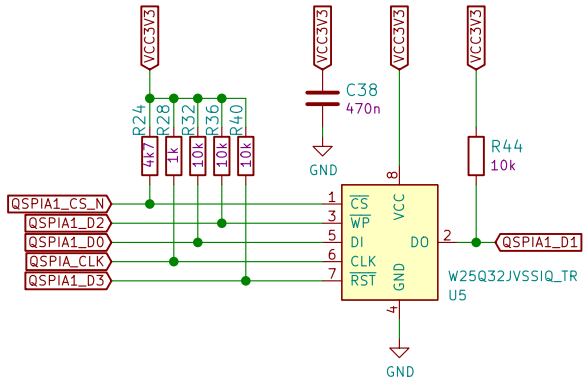 VCC3V3
VCC3V3
VCC3V3
VCC3V3
R24
R28
R32
R36
R40
4k7
1k
10k
10k
10k
C38
470n
GND
R44
10k
QSPIA1_CS_N
QSPIA1_D2
QSPIA1_D0
QSPIA_CLK
QSPIA1_D3
1
3
5
6
7
CS
WP
DI
CLK
RST
8
VCC
DO
2
QSPIA1_D1
GND
4
W25Q32JVSSIQ_TR
U5
GND